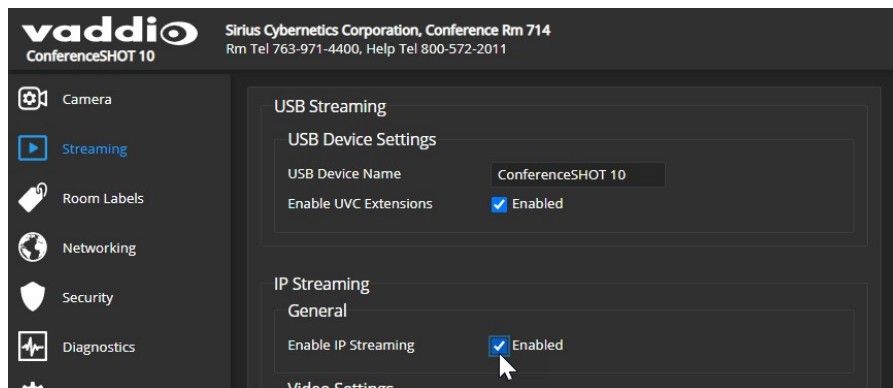 vaddio
ConferenceSHOT 10
Sirius Cybernetics Corporation, Conference Rm 714
Rm Tel 763-971-4400, Help Tel 800-572-2011
Camera
Streaming
Room Labels
Networking
Security
Diagnostics
USB Streaming
USB Device Settings
USB Device Name ConferenceSHOT 10
Enable UVC Extensions Enabled
IP Streaming
General
Enable IP Streaming Enabled
Video Settings